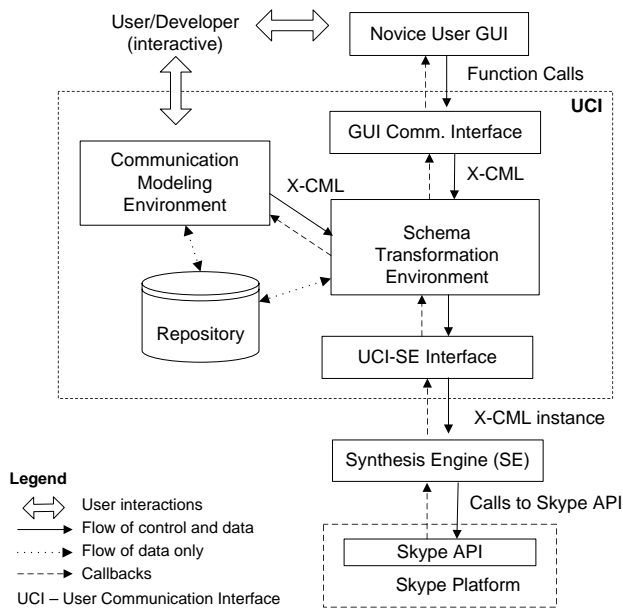 User/Developer
(interactive)
Novice User GUI
Function Calls
UCI
GUI Comm. Interface
Communication
Modeling
Environment
X-CML
X-CML
Schema
Transformation
Environment
Repository
UCI-SE Interface
X-CML instance
Synthesis Engine (SE)
Calls to Skype API
Skype API
Skype Platform
Legend
User interactions
Flow of control and data
Flow of data only
Callbacks
UCI – User Communication Interface